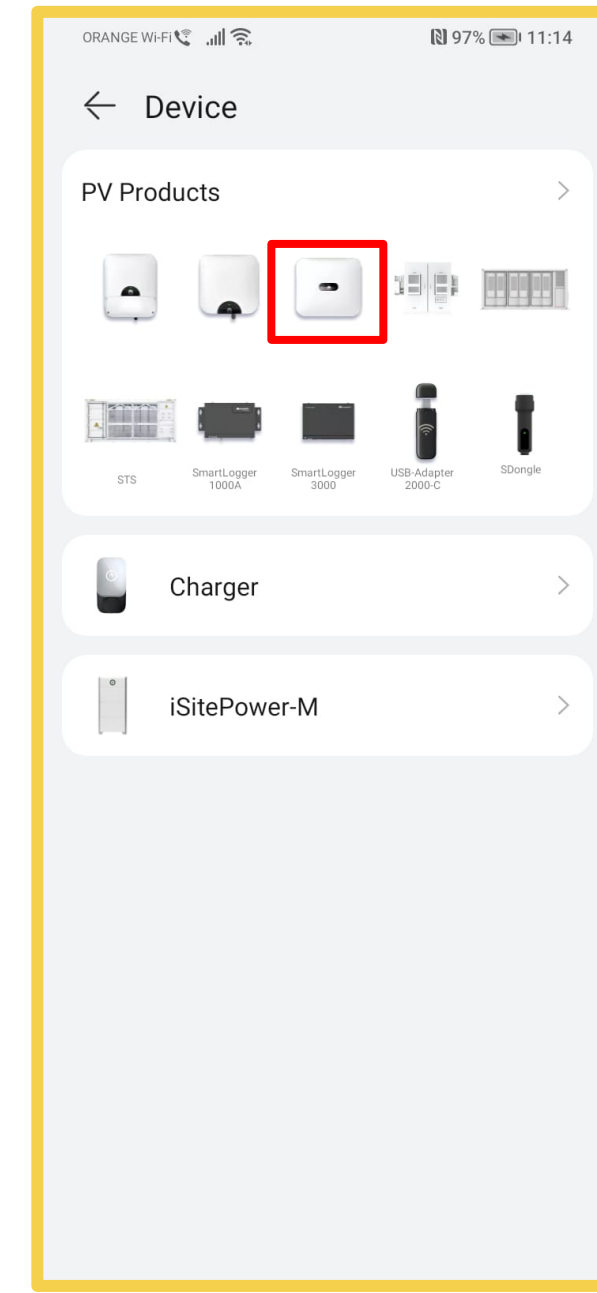 ORANGE Wi-Fi 97% 11:14
Device
PV Products
STS
SmartLogger
1000A
SmartLogger
3000
USB-Adapter
2000-C
SDongle
Charger
iSitePower-M